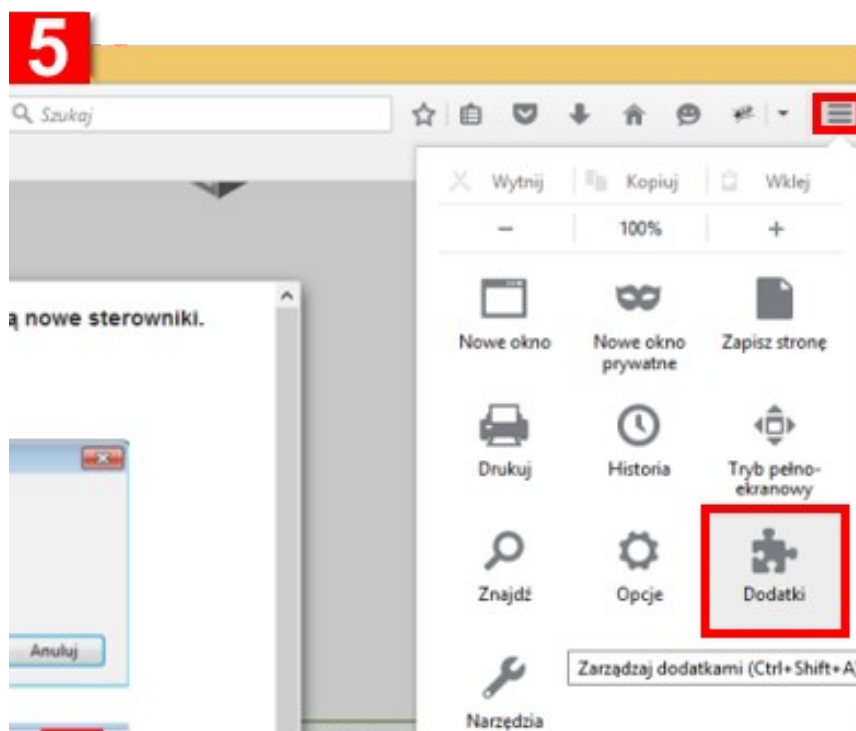 5
Szukaj
Wytnij Kopiuj Wklej
− 100% +
ą nowe sterowniki.
Nowe okno
Nowe okno
prywatne
Zapisz stronę
Drukuj
Historia
Tryb pełno-
ekranowy
Znajdź
Opcje
Dodatki
Anuluj
Zarządzaj dodatkami (Ctrl+Shift+A)
Narzędzia